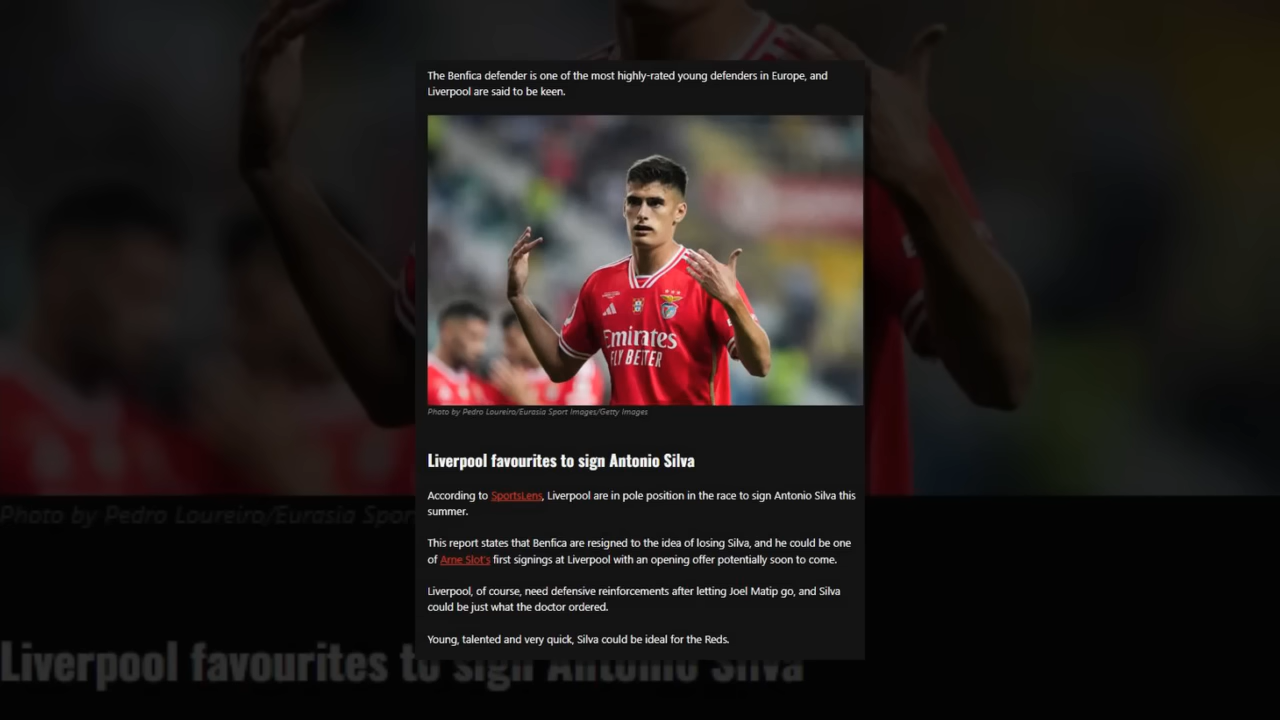 The Benfica defender is one of the most highly-rated young defenders in Europe, and
Liverpool are said to be keen.
Emirates
FLY BETTER
Photo by Pedro Loureiro/Eurasia Sport Images/Getty Images
Liverpool favourites to sign Antonio Silva
According to SportsLens, Liverpool are in pole position in the race to sign Antonio Silva this
summer.
This report states that Benfica are resigned to the idea of losing Silva, and he could be one
of Arne Slot's first signings at Liverpool with an opening offer potentially soon to come.
Liverpool, of course, need defensive reinforcements after letting Joel Matip go, and Silva
could be just what the doctor ordered.
Young, talented and very quick, Silva could be ideal for the Reds.
Photo by Pedro Loureiro/Eurasia Spor
Liverpool favourites to sign Antonio Silva